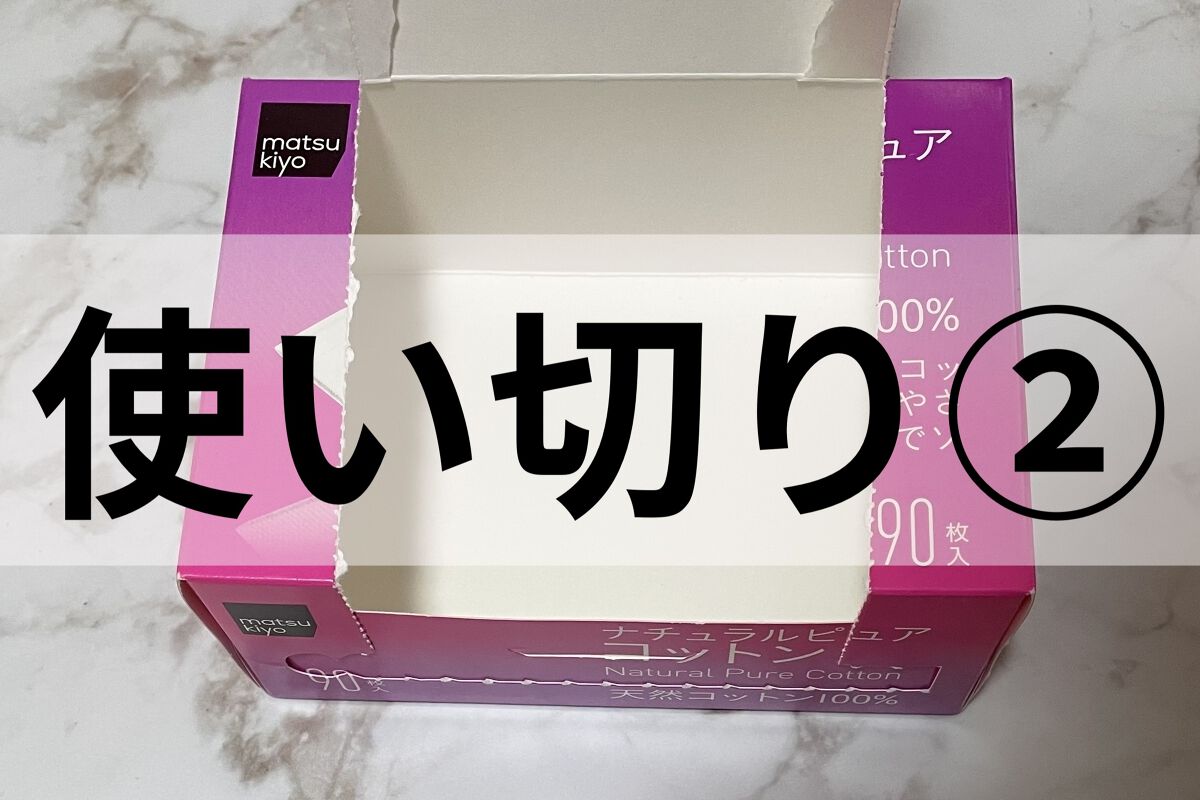 matsu
kiyo
ュア
tton
00%
使い切り②
コッ
やさ
でソ
90枚入
matsu
kiyo
ナチュラルピュア
コットン
Natural Pure Cotton
90枚入
天然コットン100%